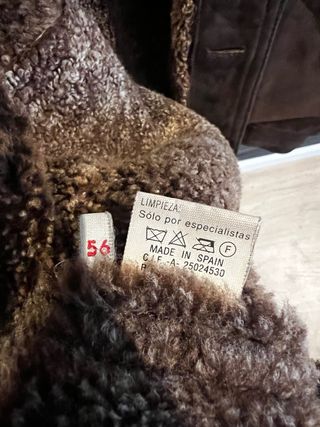 LIMPIEZA:
Sólo por especialistas
F
MADE IN SPAIN
C.I.F.-A-25024530
56